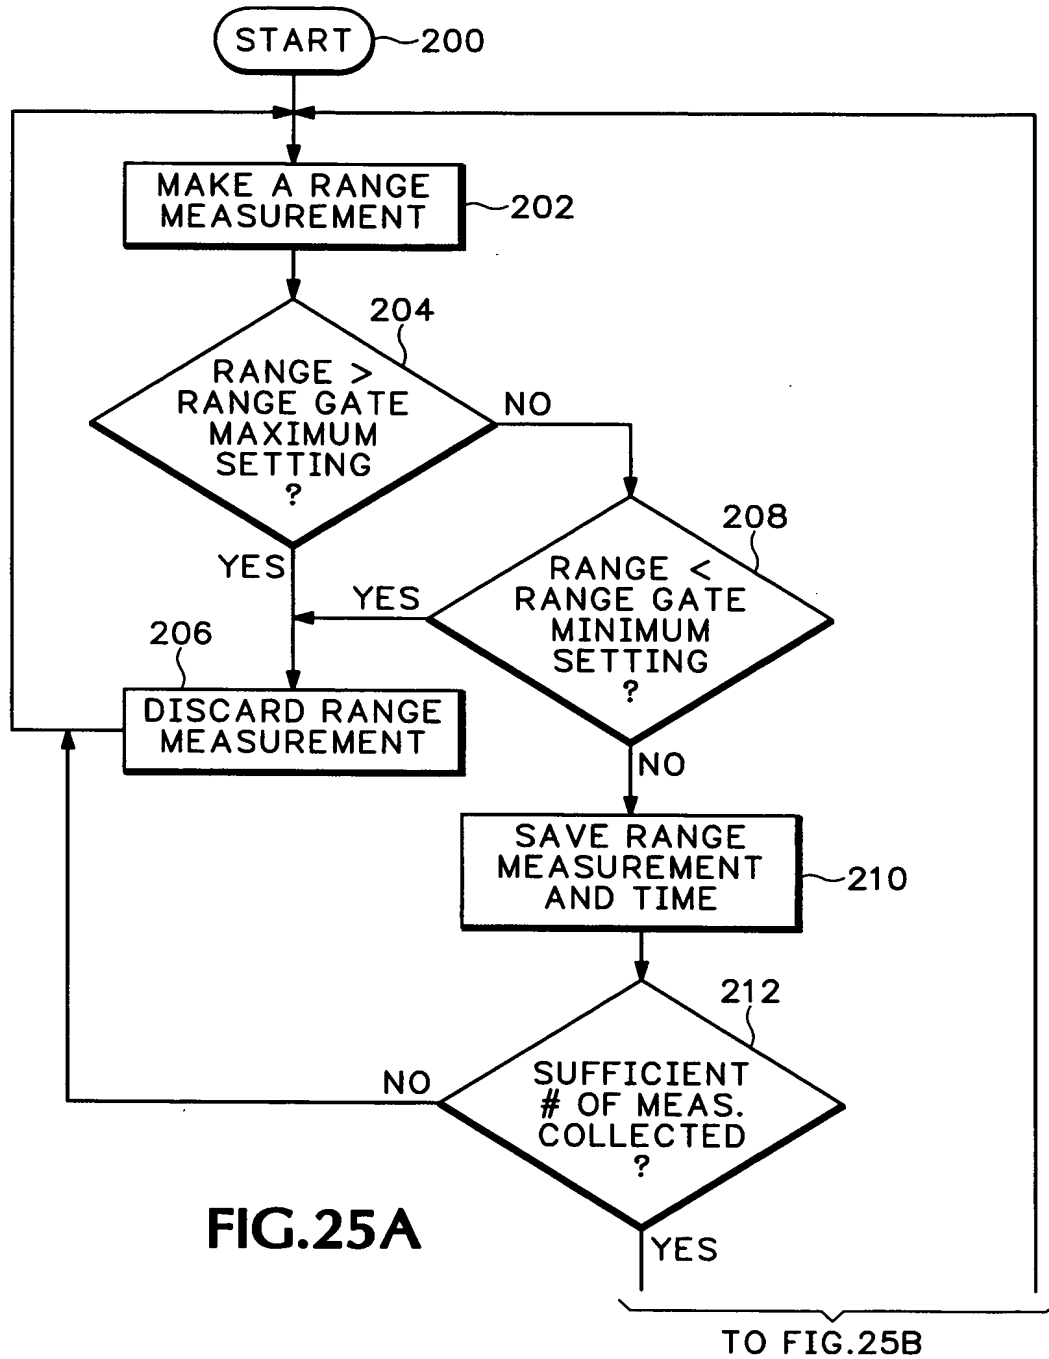 START
200
MAKE A RANGE
MEASUREMENT
202
204
RANGE >
RANGE GATE
MAXIMUM
SETTING
?
NO
YES
208
RANGE <
RANGE GATE
MINIMUM
SETTING
?
YES
NO
206
DISCARD RANGE
MEASUREMENT
SAVE RANGE
MEASUREMENT
AND TIME
210
212
SUFFICIENT
# OF MEAS.
COLLECTED
?
NO
YES
FIG.25A
TO FIG.25B